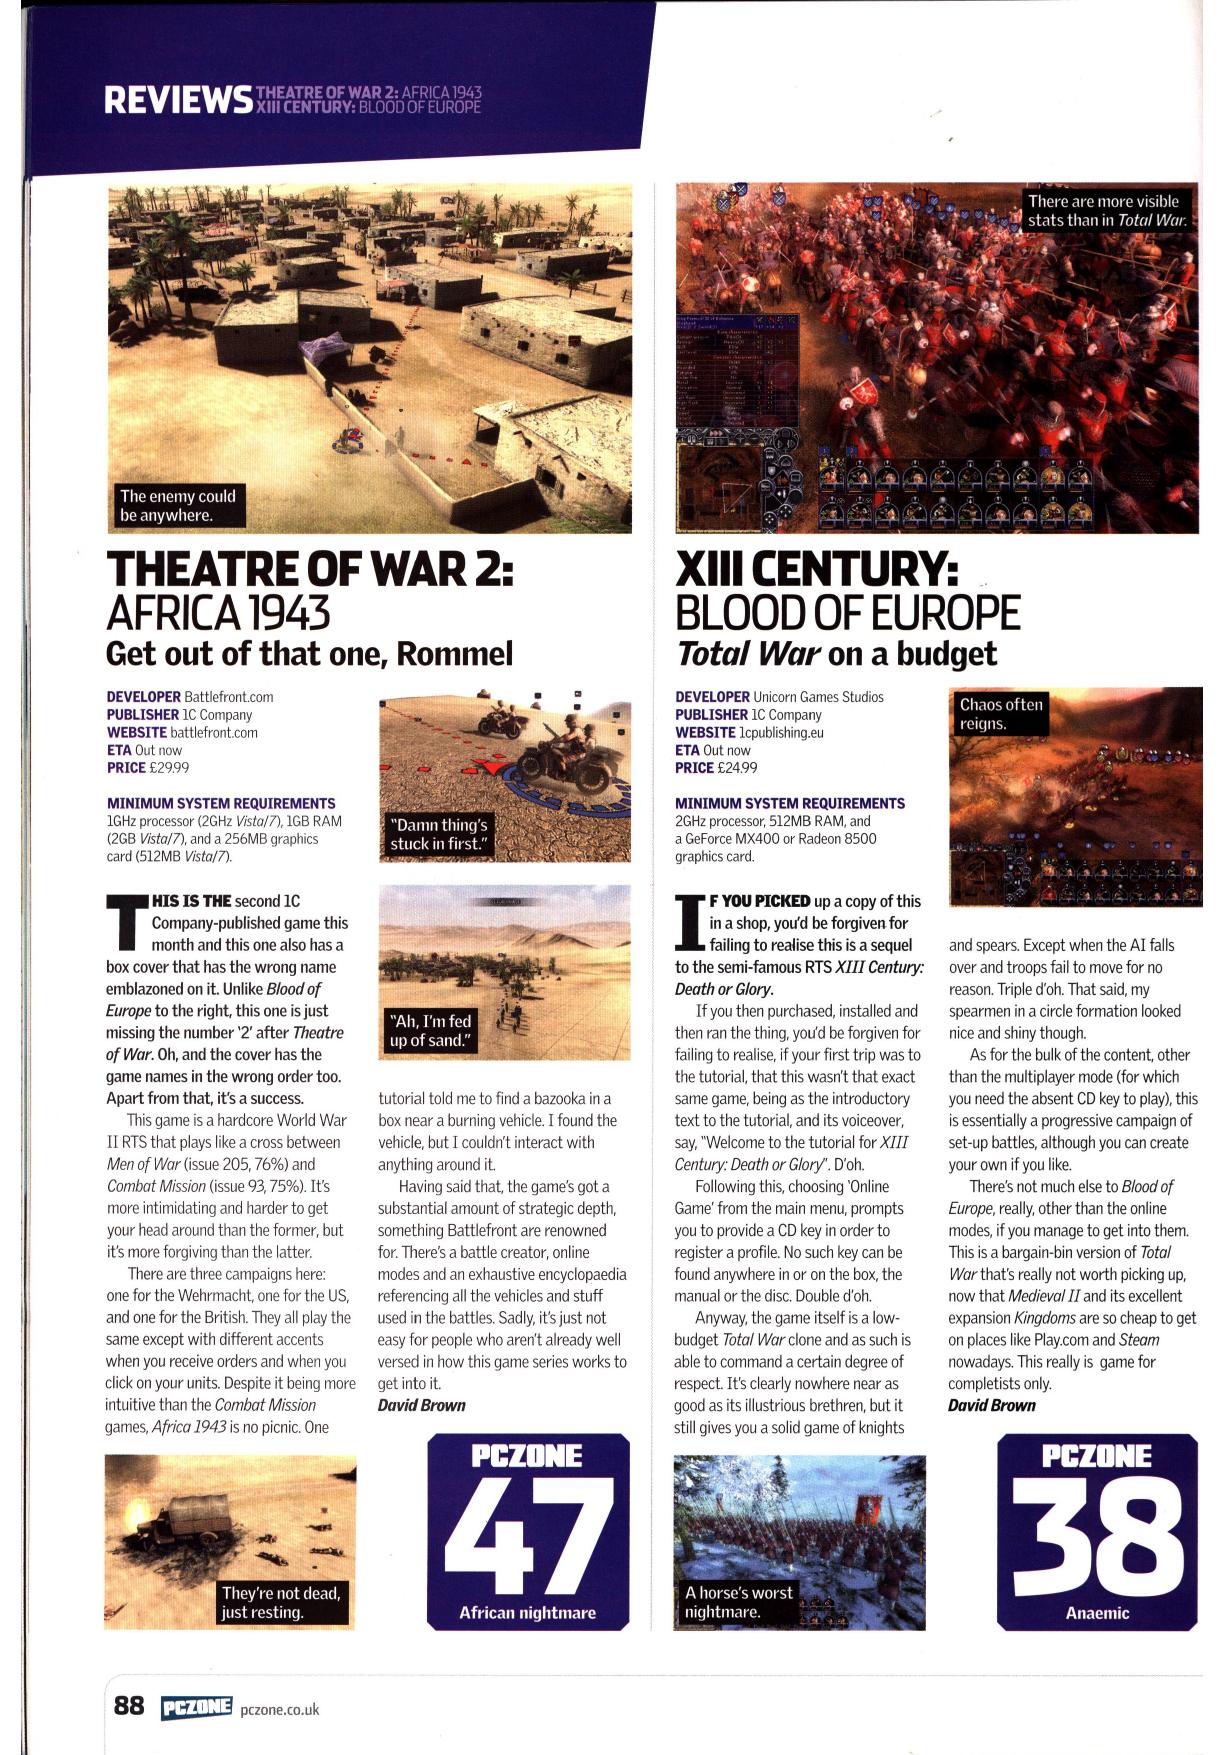 REVIEWS THEATRE OF WAR 2: AFRICA 1943
XIII CENTURY: BLOOD OF EUROPE
The enemy could
be anywhere.
THEATRE OF WAR 2:
AFRICA 1943
Get out of that one, Rommel
DEVELOPER Battlefront.com
PUBLISHER 1C Company
WEBSITE battlefront.com
ETA Out now
PRICE £29.99
MINIMUM SYSTEM REQUIREMENTS
1GHz processor (2GHz Vista/7), 1GB RAM
(2GB Vista/7), and a 256MB graphics
card (512MB Vista/7).
THIS IS THE second 1C
Company-published game this
month and this one also has a
box cover that has the wrong name
emblazoned on it. Unlike Blood of
Europe to the right, this one is just
missing the number '2' after Theatre
of War. Oh, and the cover has the
game names in the wrong order too.
Apart from that, it's a success.
This game is a hardcore World War
II RTS that plays like a cross between
Men of War (issue 205, 76%) and
Combat Mission (issue 93, 75%). It's
more intimidating and harder to get
your head around than the former, but
it's more forgiving than the latter.
There are three campaigns here:
one for the Wehrmacht, one for the US,
and one for the British. They all play the
same except with different accents
when you receive orders and when you
click on your units. Despite it being more
intuitive than the Combat Mission
games, Africa 1943 is no picnic. One
They're not dead,
just resting.
"Damn thing's
stuck in first."
"Ah, I'm fed
up of sand."
tutorial told me to find a bazooka in a
box near a burning vehicle. I found the
vehicle, but I couldn't interact with
anything around it.
Having said that, the game's got a
substantial amount of strategic depth,
something Battlefront are renowned
for. There's a battle creator, online
modes and an exhaustive encyclopaedia
referencing all the vehicles and stuff
used in the battles. Sadly, it's just not
easy for people who aren't already well
versed in how this game series works to
get into it.
David Brown
PCZONE
47
African nightmare
There are more visible
stats than in Total War.
XIII CENTURY:
BLOOD OF EUROPE
Total War on a budget
DEVELOPER Unicorn Games Studios
PUBLISHER 1C Company
WEBSITE 1cpublishing.eu
ETA Out now
PRICE £24.99
MINIMUM SYSTEM REQUIREMENTS
2GHz processor, 512MB RAM, and
a GeForce MX400 or Radeon 8500
graphics card.
IF YOU PICKED up a copy of this
in a shop, you'd be forgiven for
failing to realise this is a sequel
to the semi-famous RTS XIII Century:
Death or Glory.
If you then purchased, installed and
then ran the thing, you'd be forgiven for
failing to realise, if your first trip was to
the tutorial, that this wasn't that exact
same game, being as the introductory
text to the tutorial, and its voiceover,
say, "Welcome to the tutorial for XIII
Century: Death or Glory". D'oh.
Following this, choosing 'Online
Game' from the main menu, prompts
you to provide a CD key in order to
register a profile. No such key can be
found anywhere in or on the box, the
manual or the disc. Double d'oh.
Anyway, the game itself is a low-
budget Total War clone and as such is
able to command a certain degree of
respect. It's clearly nowhere near as
good as its illustrious brethren, but it
still gives you a solid game of knights
A horse's worst
nightmare.
Chaos often
reigns.
and spears. Except when the AI falls
over and troops fail to move for no
reason. Triple d'oh. That said, my
spearmen in a circle formation looked
nice and shiny though.
As for the bulk of the content, other
than the multiplayer mode (for which
you need the absent CD key to play), this
is essentially a progressive campaign of
set-up battles, although you can create
your own if you like.
There's not much else to Blood of
Europe, really, other than the online
modes, if you manage to get into them.
This is a bargain-bin version of Total
War that's really not worth picking up,
now that Medieval II and its excellent
expansion Kingdoms are so cheap to get
on places like Play.com and Steam
nowadays. This really is game for
completists only.
David Brown
PCZONE
38
Anaemic
88 PCZONE pczone.co.uk